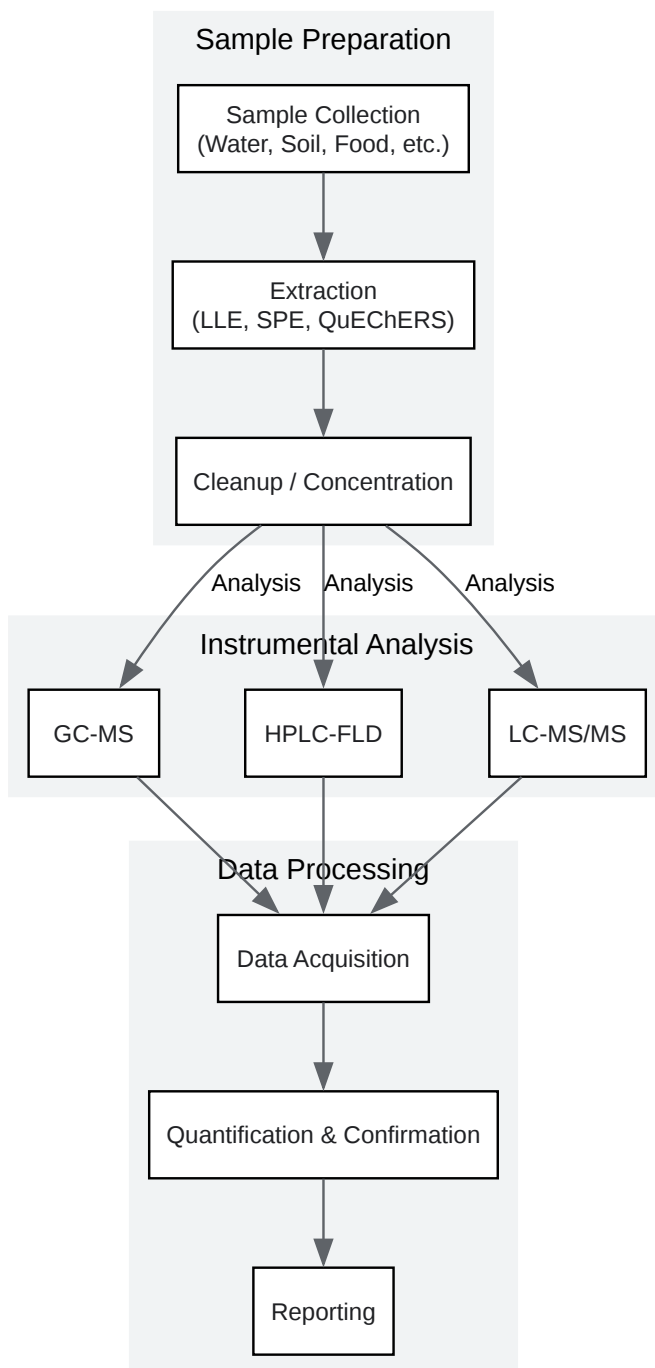 Sample Preparation
Sample Collection
(Water, Soil, Food, etc.)
Extraction
(LLE, SPE, QuEChERS)
Cleanup / Concentration
Analysis
Analysis
Analysis
Instrumental Analysis
GC-MS
HPLC-FLD
LC-MS/MS
Data Processing
Data Acquisition
Quantification & Confirmation
Reporting